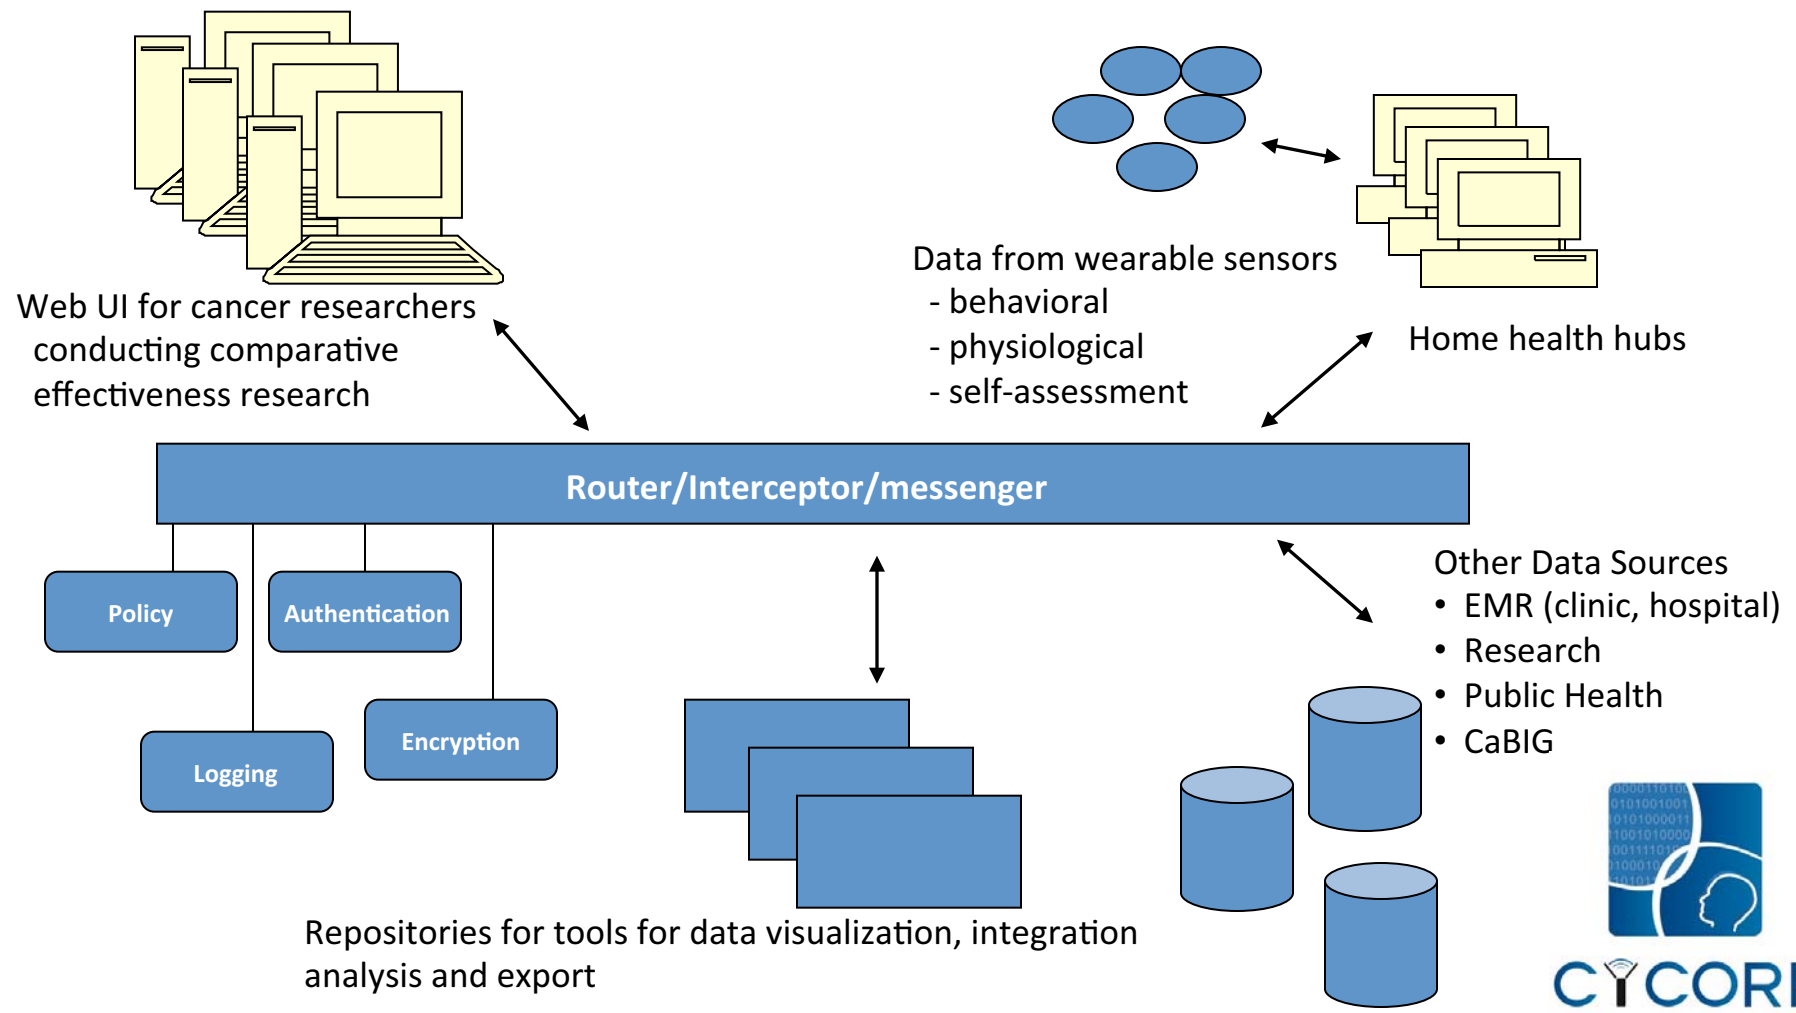 Web UI for cancer researchers
conducting comparative
effectiveness research
Data from wearable sensors
- behavioral
- physiological
- self-assessment
Home health hubs
Router/Interceptor/messenger
Policy
Authentication
Logging
Encryption
Other Data Sources
• EMR (clinic, hospital)
• Research
• Public Health
• CaBIG
Repositories for tools for data visualization, integration
analysis and export
CYCORI